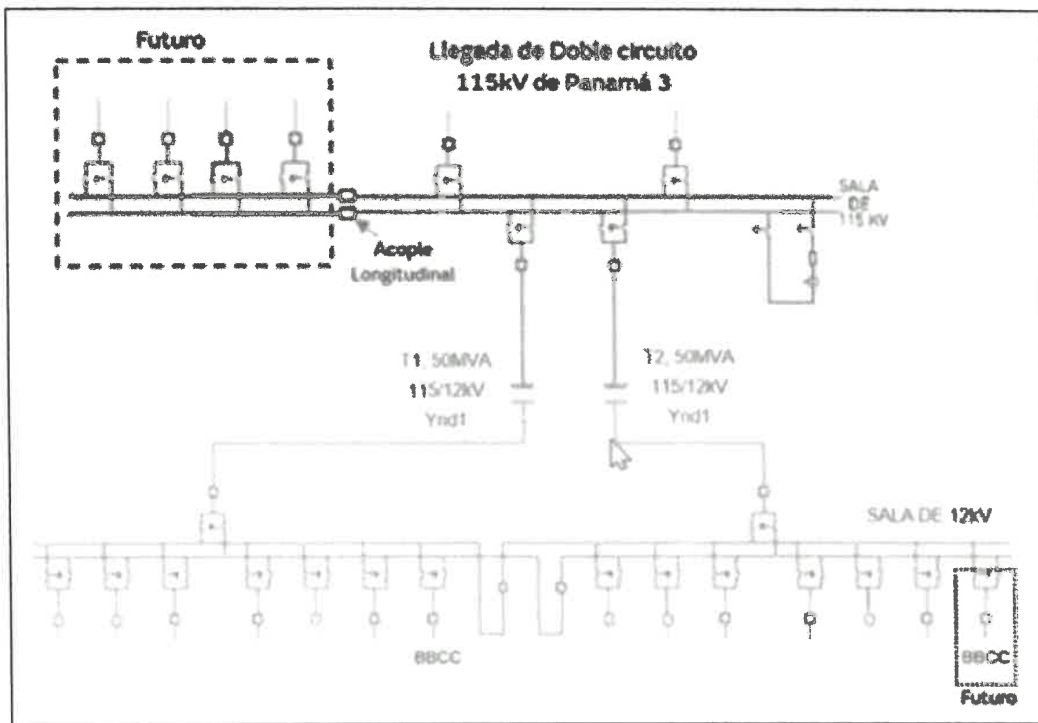 Futuro
Llegada de Doble circuito
115kV de Panamá 3
SALA
DE
115 KV
Acople
Longitudinal
T1, 50MVA
115/12kV
Ynd1
T2, 50MVA
115/12kV
Ynd1
SALA DE 12kV
BBCC
BBCC
Futuro